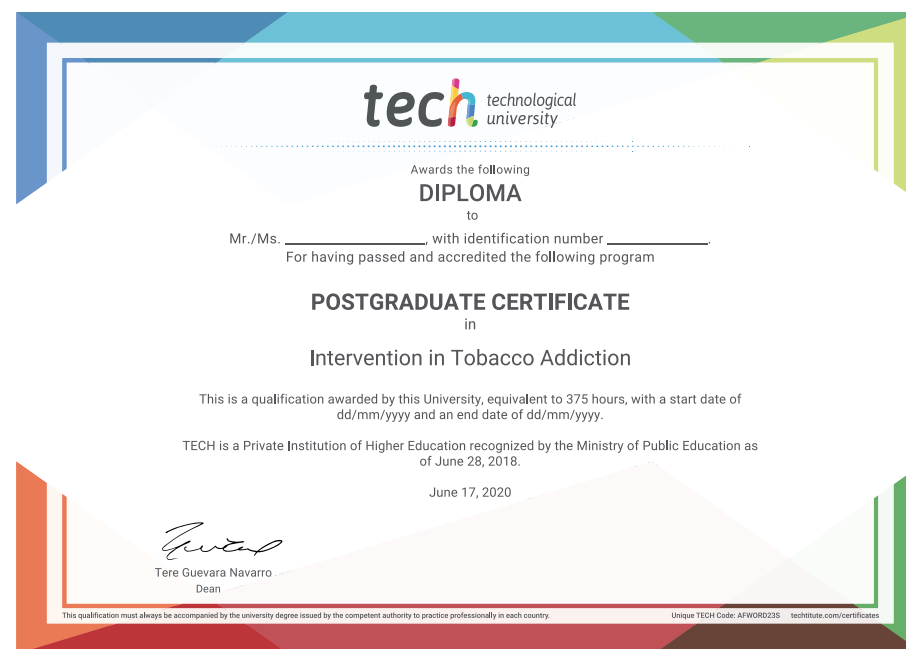 tech technological
university
Awards the following
DIPLOMA
to
Mr./Ms. ____________________, with identification number ______________.
For having passed and accredited the following program
POSTGRADUATE CERTIFICATE
in
Intervention in Tobacco Addiction
This is a qualification awarded by this University, equivalent to 375 hours, with a start date of
dd/mm/yyyy and an end date of dd/mm/yyyy.
TECH is a Private Institution of Higher Education recognized by the Ministry of Public Education as
of June 28, 2018.
June 17, 2020
Tere Guevara Navarro
Dean
This qualification must always be accompanied by the university degree issued by the competent authority to practice professionally in each country. Unique TECH Code: AFWORD23S techtitute.com/certificates